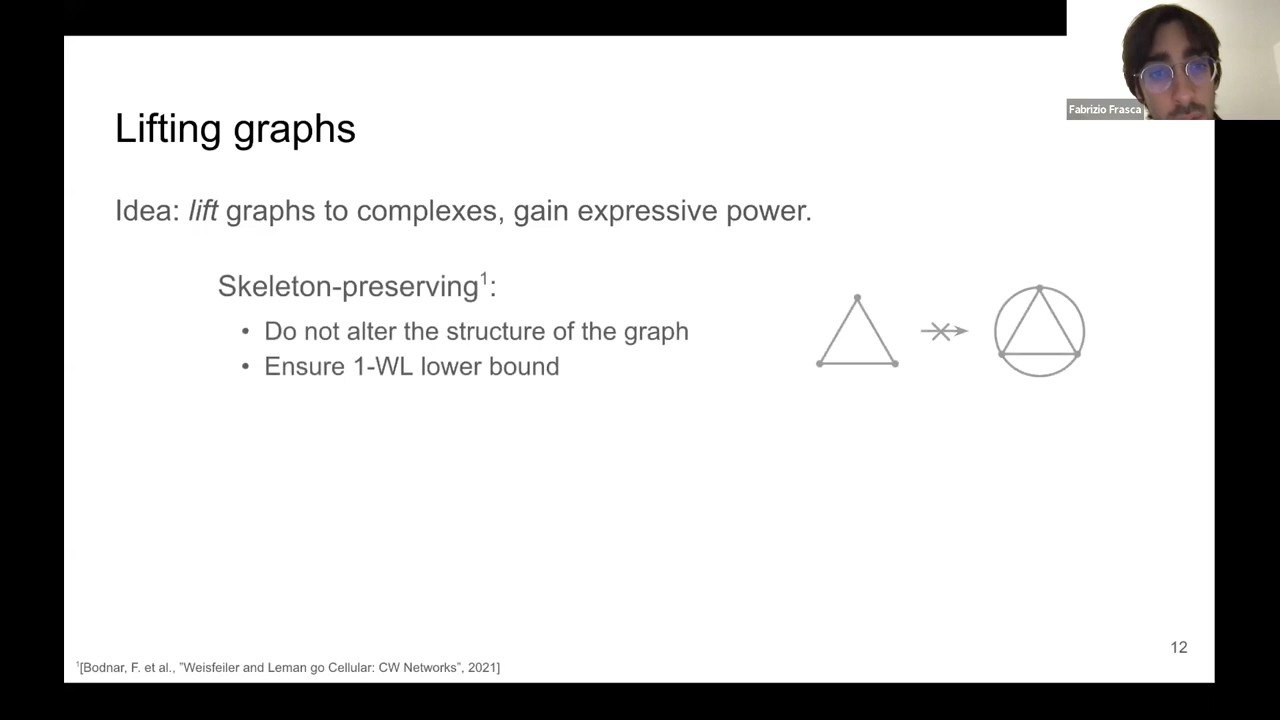 Fabrizio Frasca
Lifting graphs
Idea: lift graphs to complexes, gain expressive power.
Skeleton-preserving¹:
• Do not alter the structure of the graph
• Ensure 1-WL lower bound
12
¹[Bodnar, F. et al., "Weisfeiler and Leman go Cellular: CW Networks", 2021]